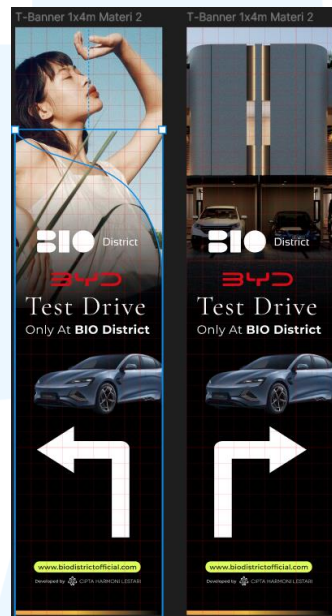 T-Banner 1x4m Materi 2
BIO District
BYD
Test Drive
Only At BIO District
www.biodistrictofficial.com
Developed by CIPTA HARMONI LESTARI
T-Banner 1x4m Materi 2
BIO District
BYD
Test Drive
Only At BIO District
www.biodistrictofficial.com
Developed by CIPTA HARMONI LESTARI